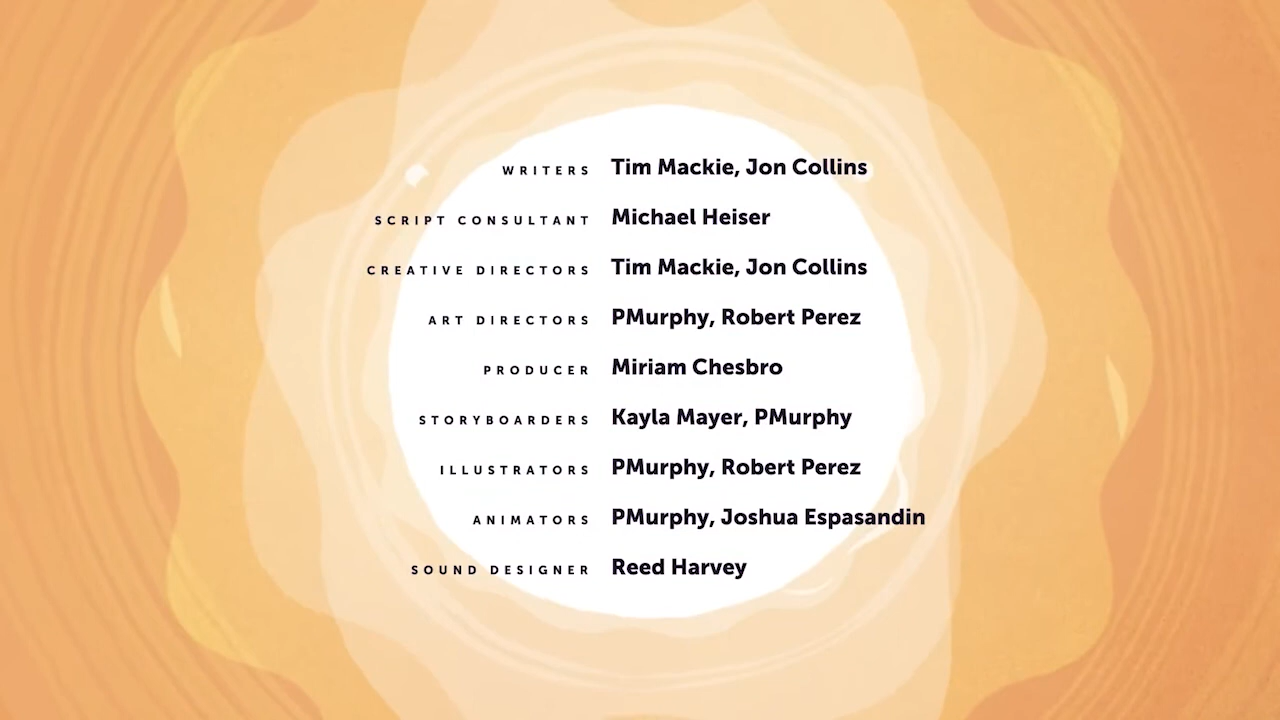 WRITERS Tim Mackie, Jon Collins
SCRIPT CONSULTANT Michael Heiser
CREATIVE DIRECTORS Tim Mackie, Jon Collins
ART DIRECTORS PMurphy, Robert Perez
PRODUCER Miriam Chesbro
STORYBOARDERS Kayla Mayer, PMurphy
ILLUSTRATORS PMurphy, Robert Perez
ANIMATORS PMurphy, Joshua Espasandin
SOUND DESIGNER Reed Harvey